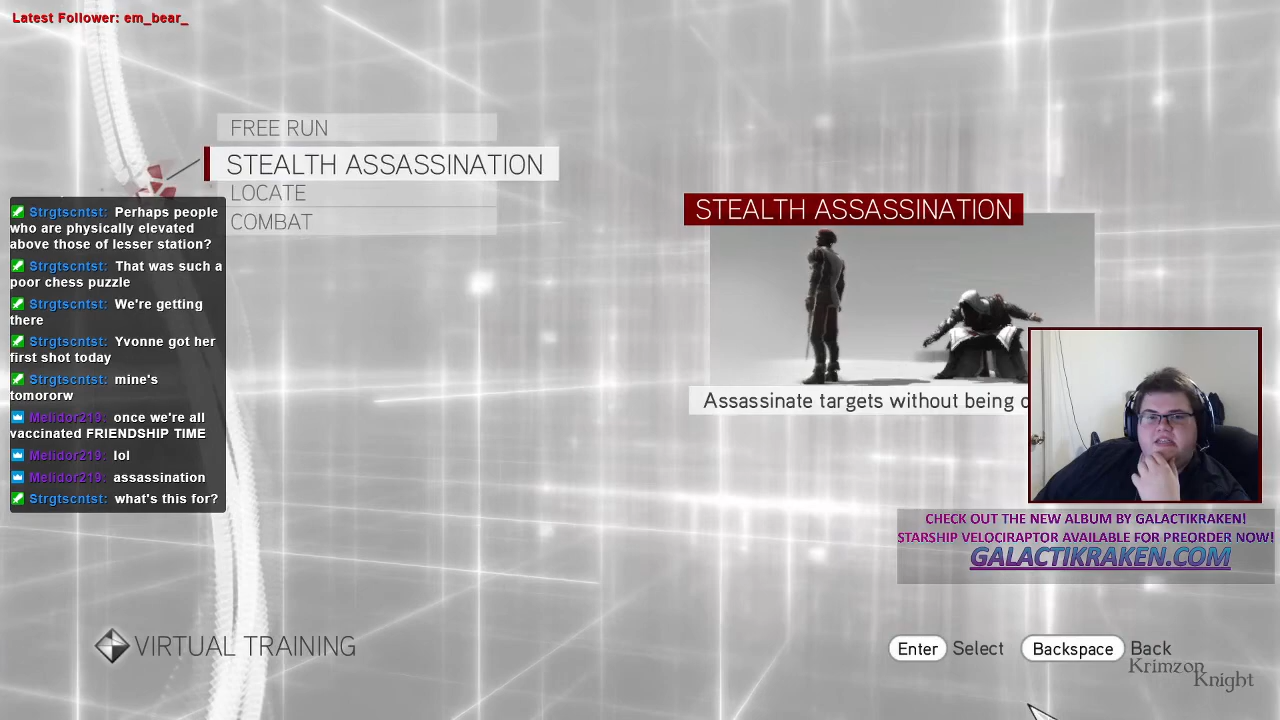 Latest Follower: em_bear_
FREE RUN
STEALTH ASSASSINATION
LOCATE
COMBAT
STEALTH ASSASSINATION
Assassinate targets without being
Strgtscntst: Perhaps people
who are physically elevated
above those of lesser station?
Strgtscntst: That was such a
poor chess puzzle
Strgtscntst: We're getting
there
Strgtscntst: Yvonne got her
first shot today
Strgtscntst: mine's
tomororw
Melidor219: once we're all
vaccinated FRIENDSHIP TIME
Melidor219: lol
Melidor219: assassination
Strgtscntst: what's this for?
CHECK OUT THE NEW ALBUM BY GALACTIKRAKEN!
STARSHIP VELOCIRAPTOR AVAILABLE FOR PREORDER NOW!
GALACTIKRAKEN.COM
VIRTUAL TRAINING
Enter Select Backspace Back
Krimzon
Knight